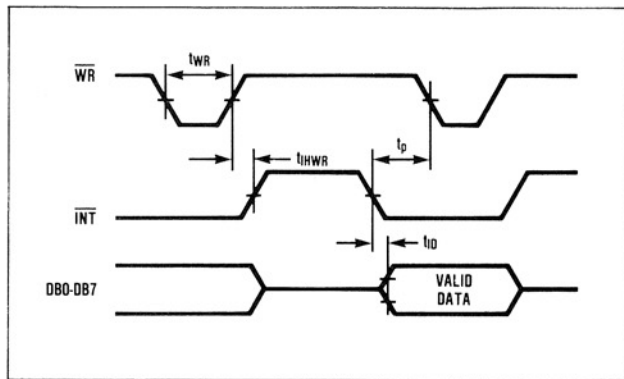 WR
tWR
tIHWR
tp
INT
tID
DB0-DB7
VALID
DATA